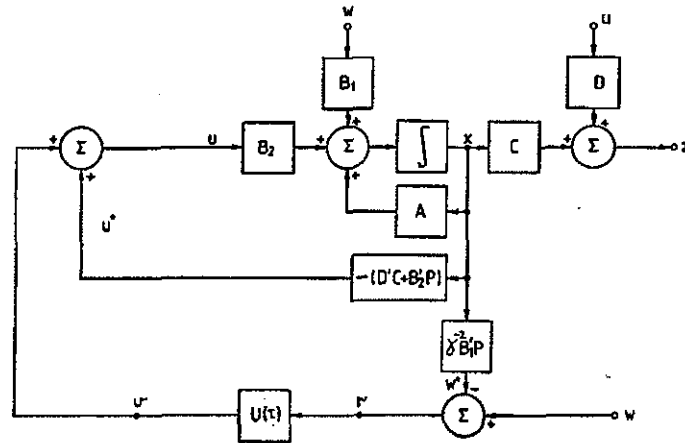 W
u
B₁
D
+
+
+
Σ
u
B₂
+
Σ
∫
x
C
+
Σ
z
+
+
A
u*
-(D'C+B₂'P)
γ⁻²B₁'P
w*
-
U(τ)
Σ
+
W